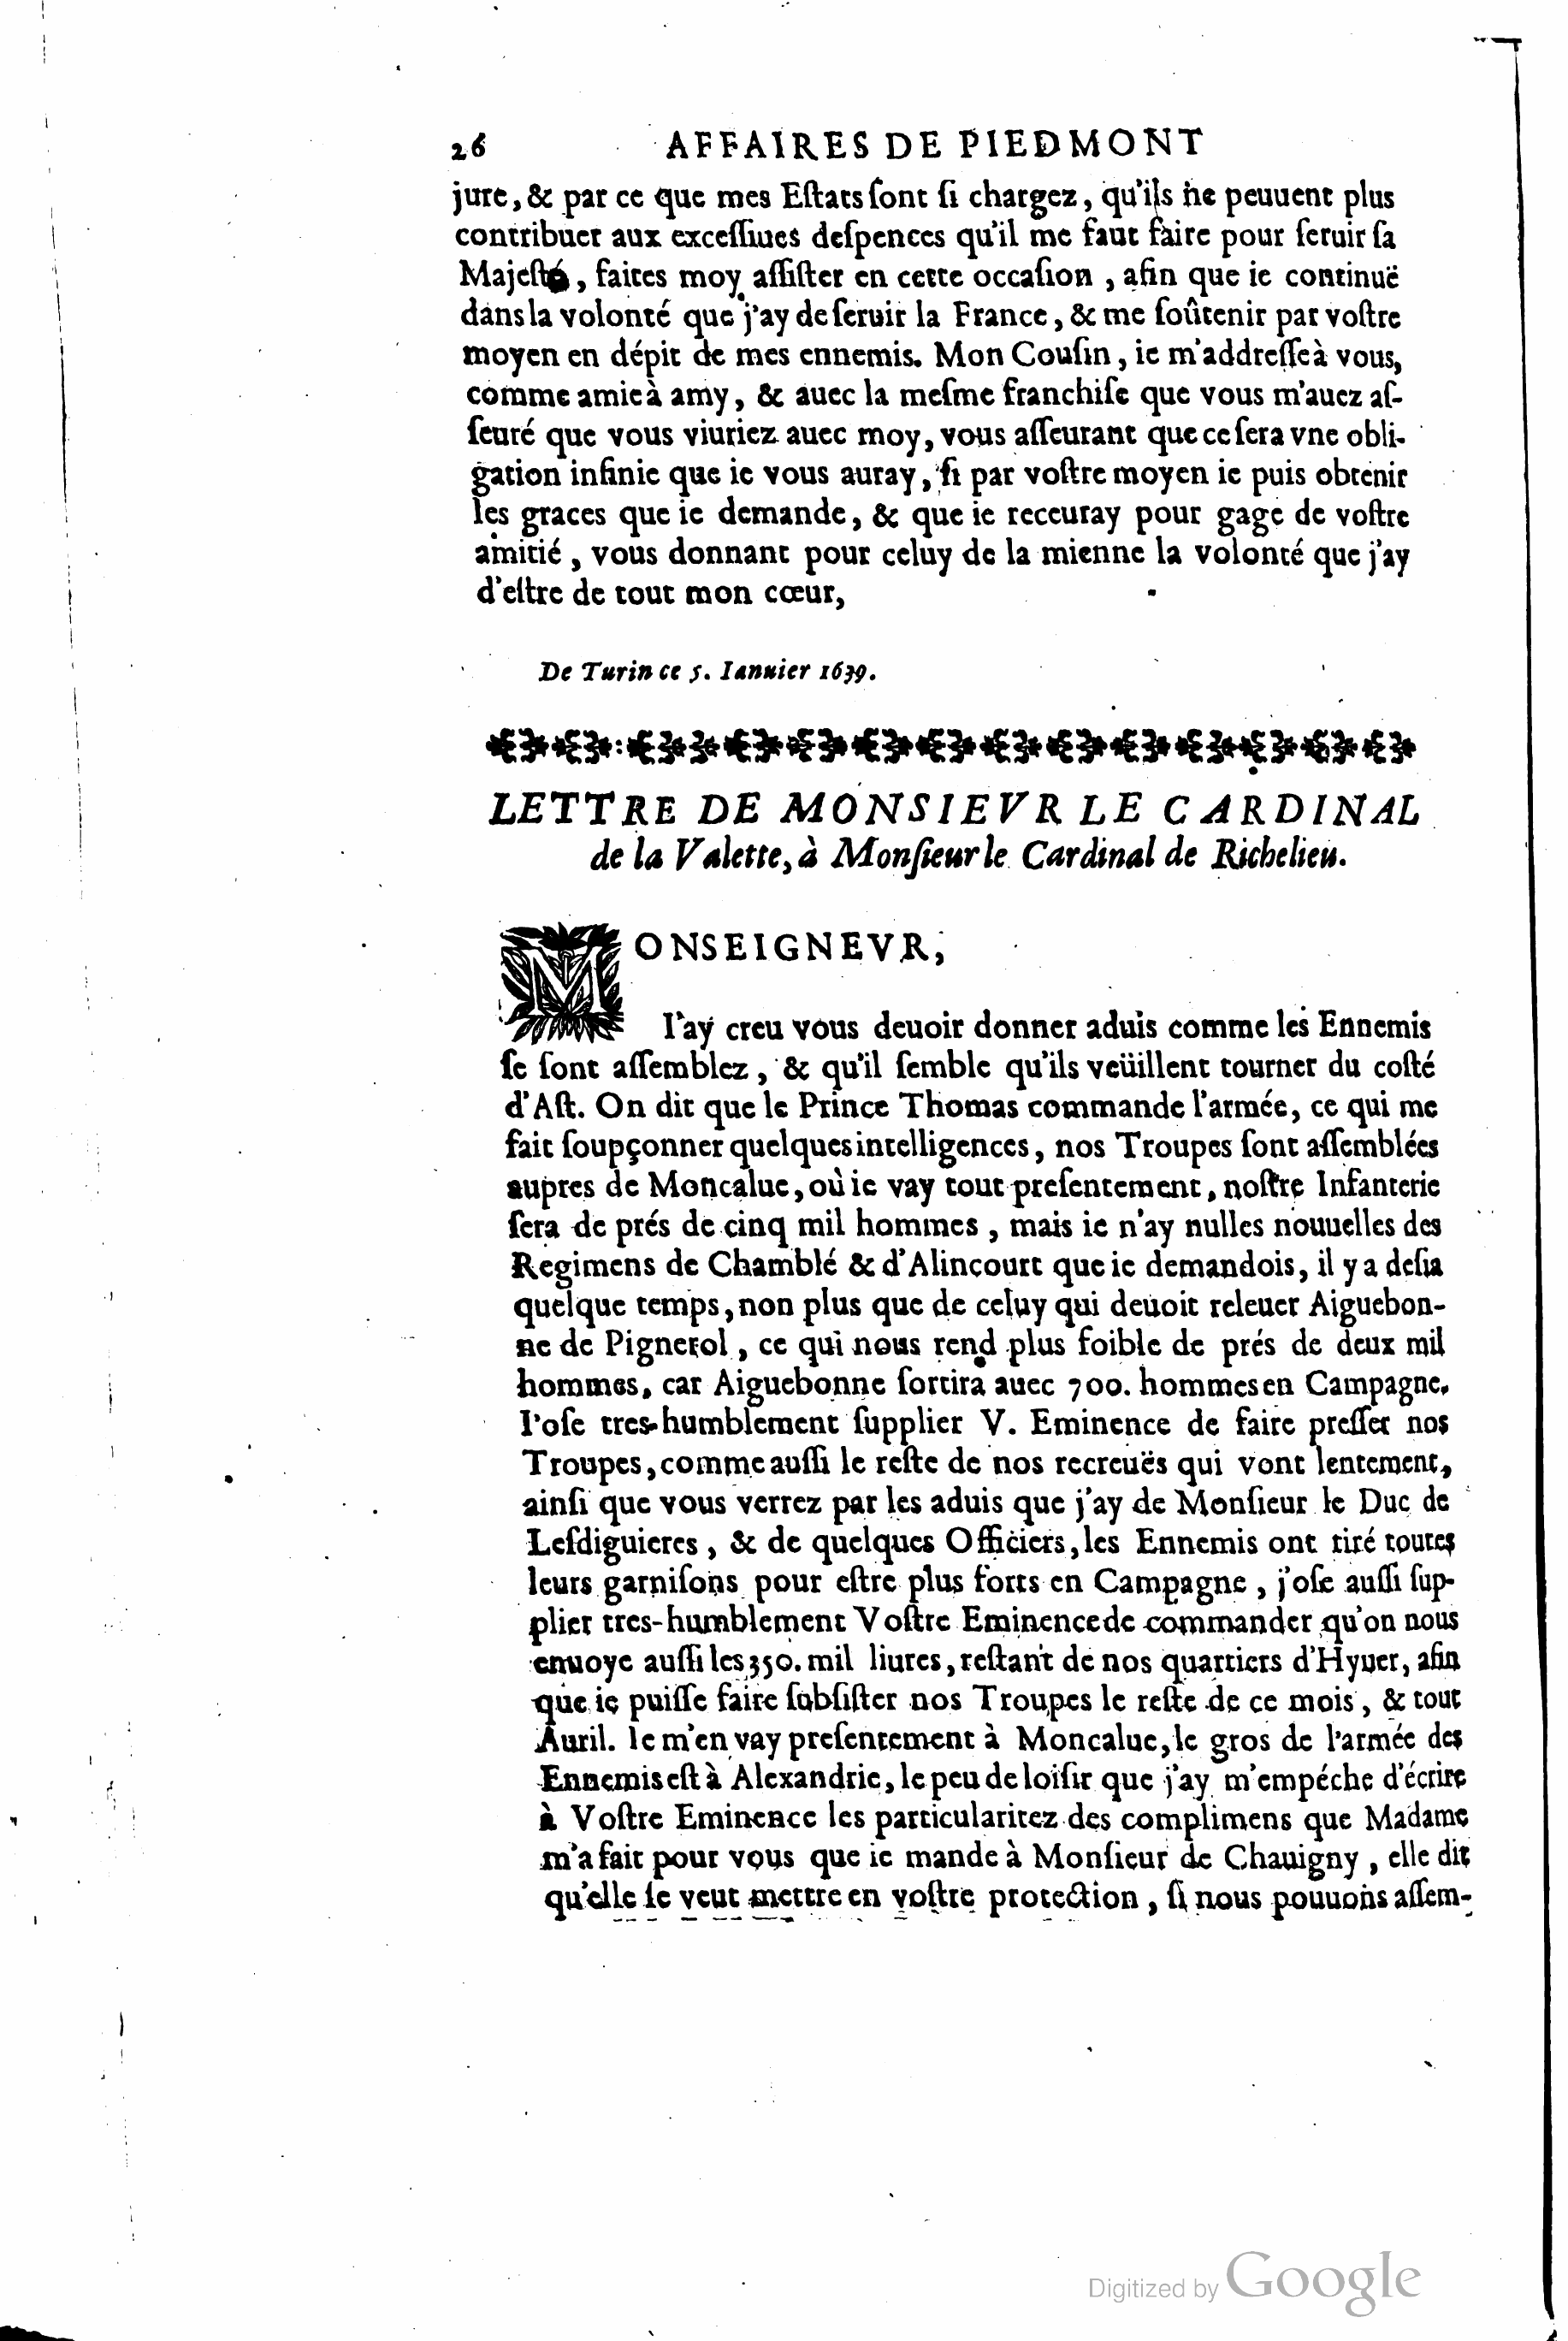 26 AFFAIRES DE PIEDMONT
jure, & par ce que mes Eſtats ſont ſi chargez, qu'ils ne peuuent plus
contribuer aux exceſſiues deſpences qu'il me faut faire pour ſeruir ſa
Majeſté, faites moy aſſiſter en cette occaſion, afin que ie continuë
dans la volonté que j'ay de ſeruir la France, & me ſoûtenir par voſtre
moyen en dépit de mes ennemis. Mon Couſin, ie m'addreſſe à vous,
comme amie à amy, & auec la meſme franchiſe que vous m'auez aſ-
ſeuré que vous viuriez auec moy, vous aſſeurant que ce ſera vne obli-
gation infinie que ie vous auray, ſi par voſtre moyen ie puis obtenir
les graces que ie demande, & que ie receuray pour gage de voſtre
amitié, vous donnant pour celuy de la mienne la volonté que j'ay
d'eſtre de tout mon cœur,
De Turin ce 5. Ianuier 1639.
LETTRE DE MONSIEVR LE CARDINAL
de la Valette, à Monſieur le Cardinal de Richelieu.
MONSEIGNEVR,
I'ay creu vous deuoir donner aduis comme les Ennemis
ſe ſont aſſemblez, & qu'il ſemble qu'ils veüillent tourner du coſté
d'Aſt. On dit que le Prince Thomas commande l'armée, ce qui me
fait ſoupçonner quelques intelligences, nos Troupes ſont aſſemblées
aupres de Moncalue, où ie vay tout preſentement, noſtre Infanterie
ſera de prés de cinq mil hommes, mais ie n'ay nulles nouuelles des
Regimens de Chamblé & d'Alincourt que ie demandois, il y a deſia
quelque temps, non plus que de celuy qui deuoit releuer Aiguebon-
ne de Pignerol, ce qui nous rend plus foible de prés de deux mil
hommes, car Aiguebonne ſortira auec 700. hommes en Campagne.
I'oſe tres-humblement ſupplier V. Eminence de faire preſſer nos
Troupes, comme auſſi le reſte de nos recreuës qui vont lentement,
ainſi que vous verrez par les aduis que j'ay de Monſieur le Duc de
Leſdiguieres, & de quelques Officiers, les Ennemis ont tiré toutes
leurs garniſons pour eſtre plus forts en Campagne, j'oſe auſſi ſup-
plier tres-humblement Voſtre Eminence de commander qu'on nous
enuoye auſſi les 350. mil liures, reſtant de nos quartiers d'Hyuer, afin
que ie puiſſe faire ſubſiſter nos Troupes le reſte de ce mois, & tout
Auril. Ie m'en vay preſentement à Moncalue, le gros de l'armée des
Ennemis eſt à Alexandrie, le peu de loiſir que j'ay m'empéche d'écrire
à Voſtre Eminence les particularitez des complimens que Madame
m'a fait pour vous que ie mande à Monſieur de Chauigny, elle dit
qu'elle ſe veut mettre en voſtre protection, ſi nous pouuons aſſem-
Digitized by Google